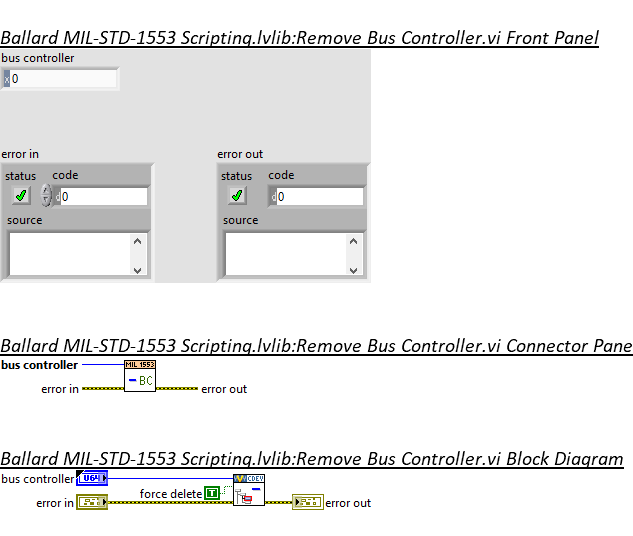 Ballard MIL-STD-1553 Scripting.lvlib:Remove Bus Controller.vi Front Panel
bus controller
x 0
error in
error out
status code
status code
d 0
d 0
source
source
Ballard MIL-STD-1553 Scripting.lvlib:Remove Bus Controller.vi Connector Pane
bus controller
MIL 1553
BC
error in
error out
Ballard MIL-STD-1553 Scripting.lvlib:Remove Bus Controller.vi Block Diagram
bus controller
U64
CDEV
force delete
T
error in
error out